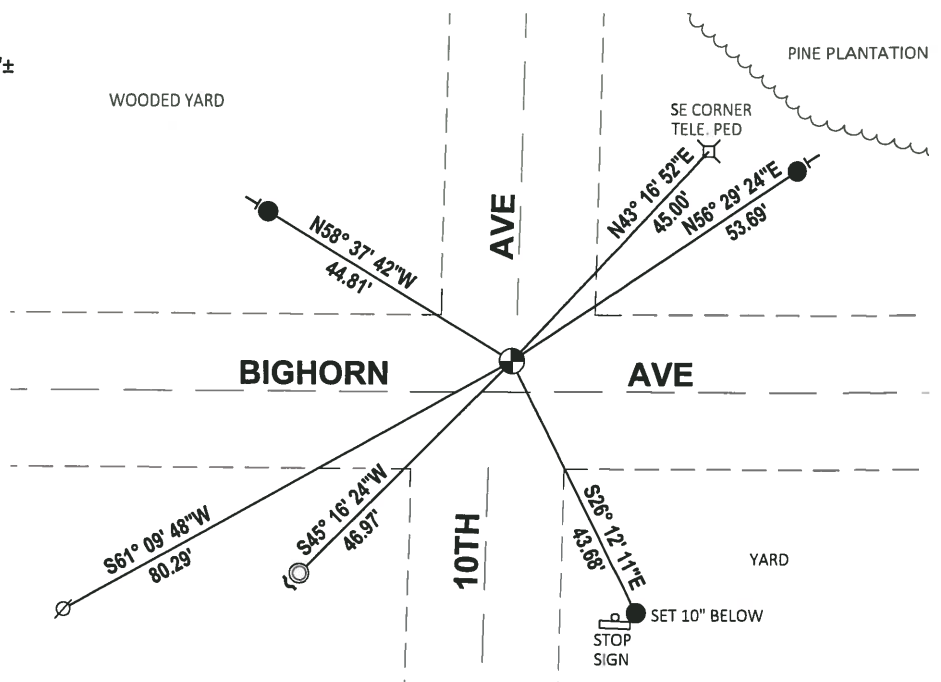 '±
WOODED YARD
PINE PLANTATION
SE CORNER
TELE. PED
N43° 16' 52"E
45.00'
N56° 29' 24"E
53.69'
N58° 37' 42"W
44.81'
AVE
BIGHORN AVE
S61° 09' 48"W
80.29'
S45° 16' 24"W
46.97'
10TH
S26° 12' 11"E
43.68'
YARD
SET 10" BELOW
STOP
SIGN